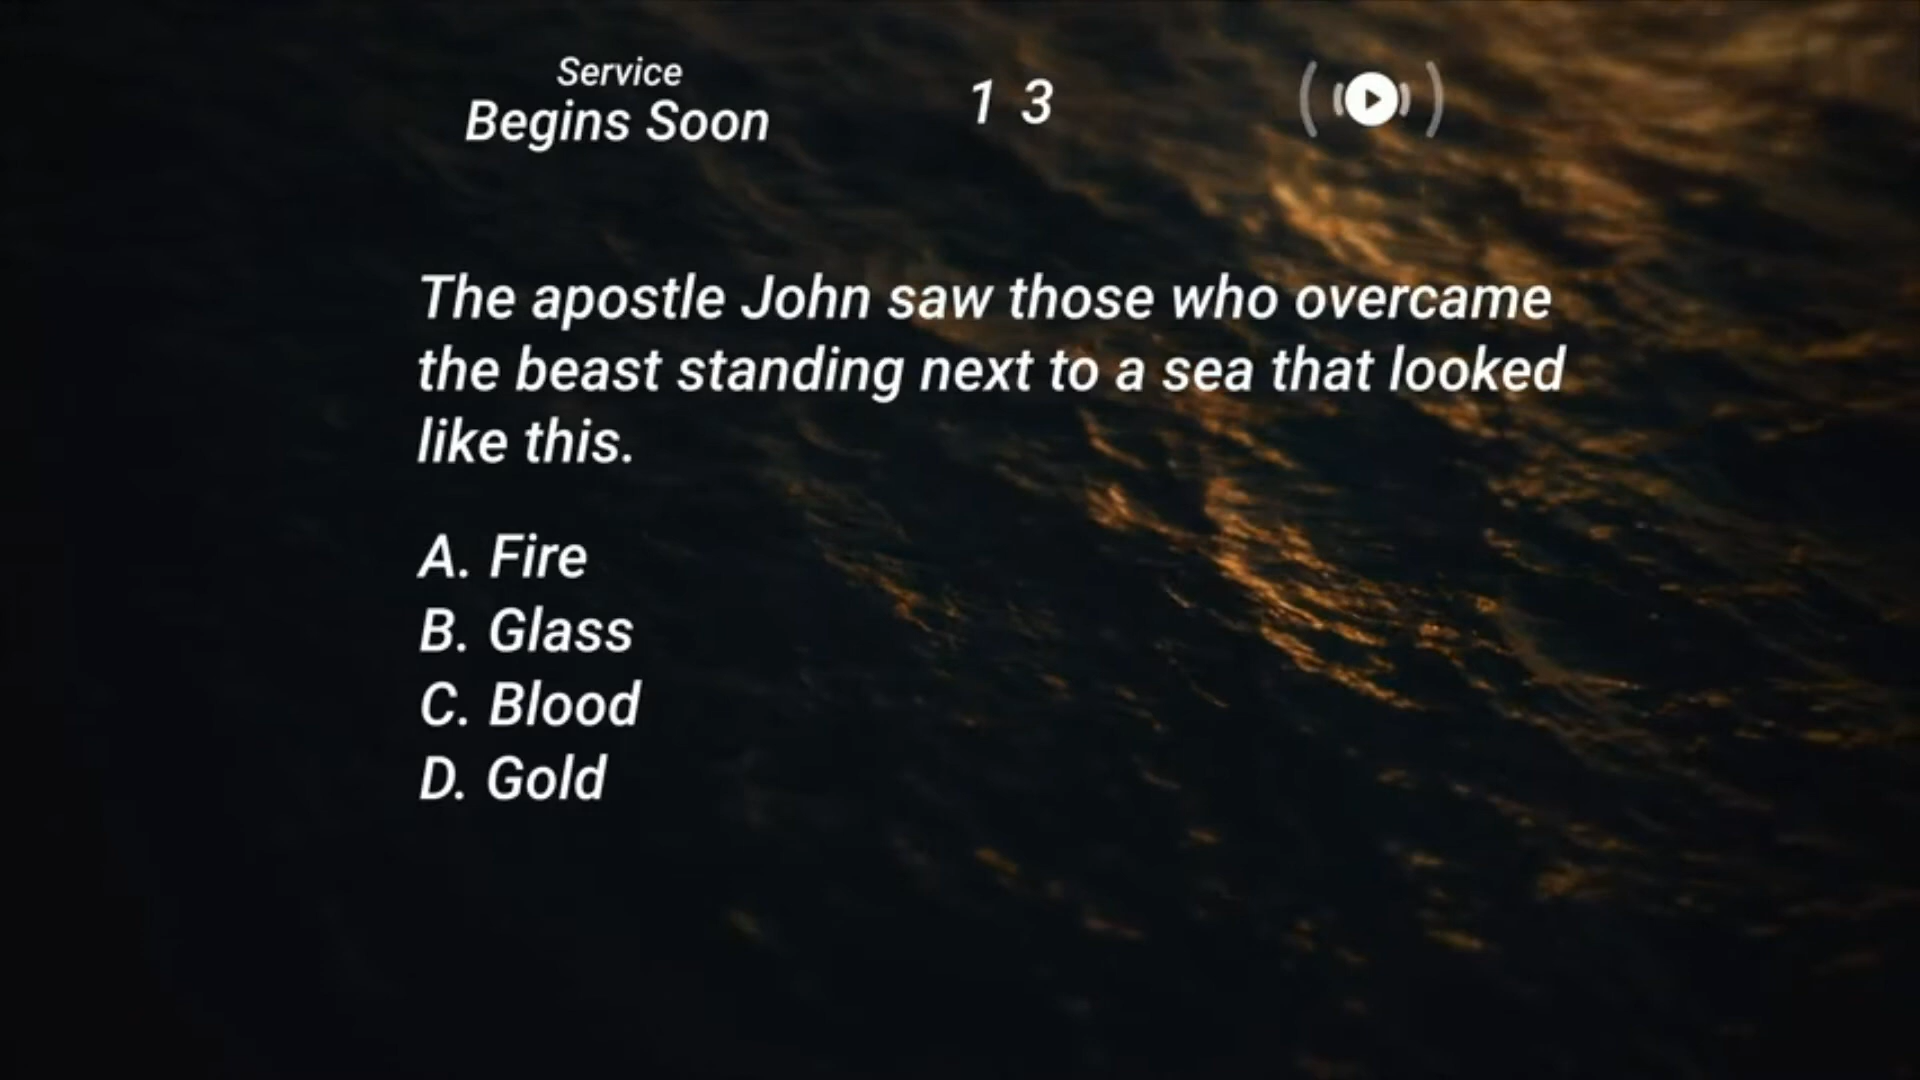 Service
Begins Soon
1 3
The apostle John saw those who overcame
the beast standing next to a sea that looked
like this.
A. Fire
B. Glass
C. Blood
D. Gold